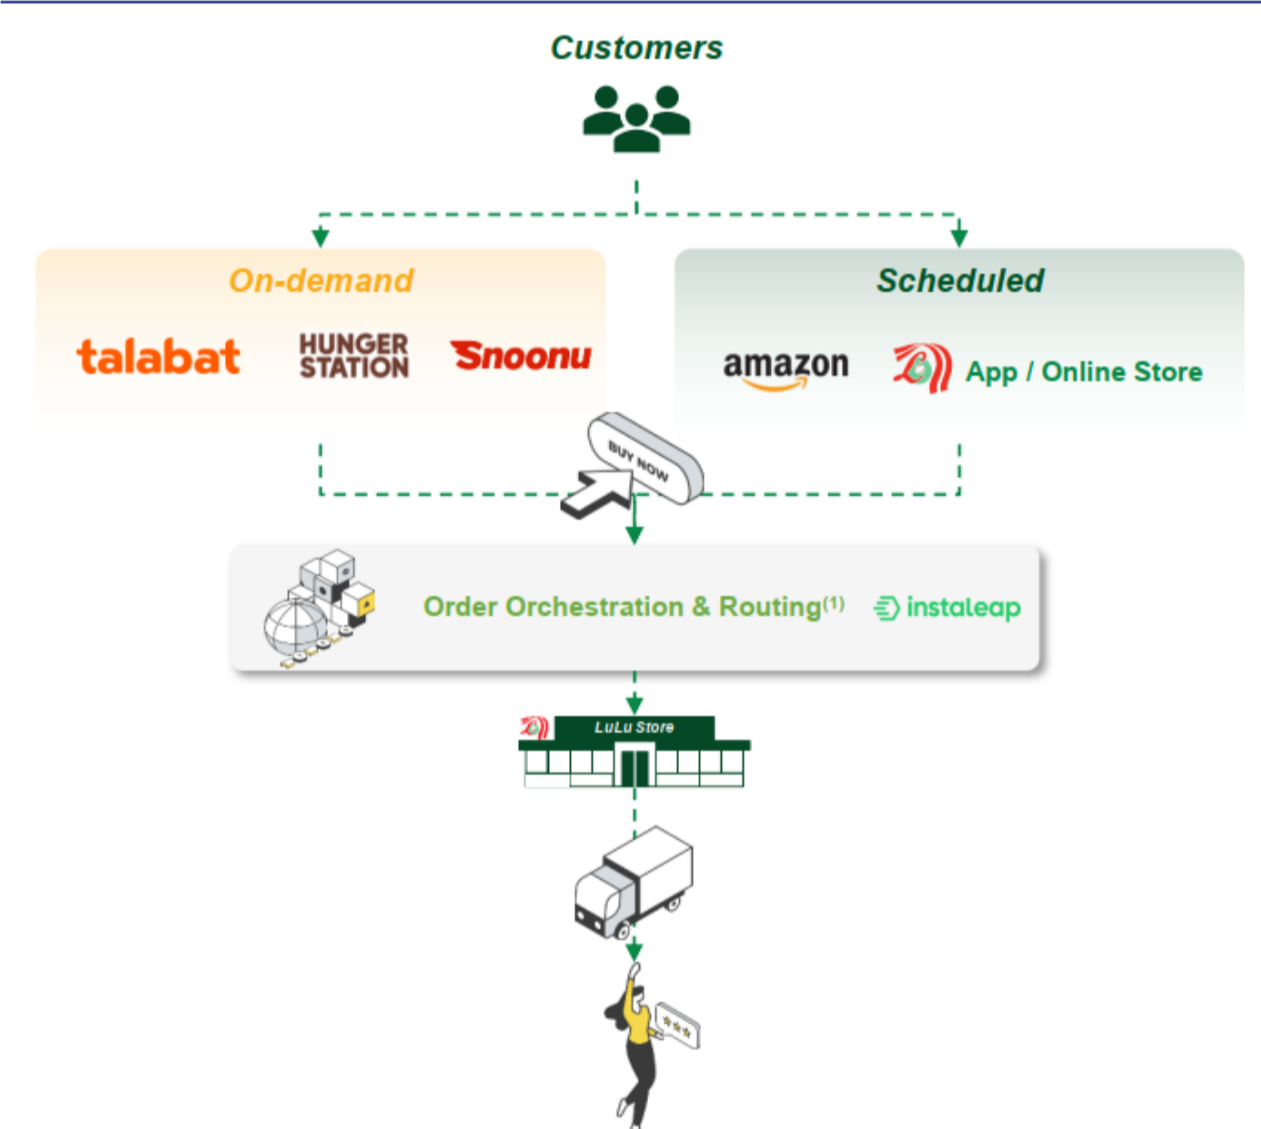 Customers
On-demand
talabat
HUNGER
STATION
Snoonu
Scheduled
amazon
App / Online Store
BUY NOW
Order Orchestration & Routing(1)
instaleap
LuLu Store